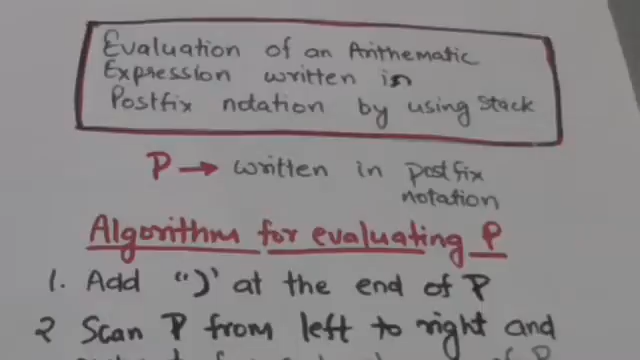 Evaluation of an Arithematic
Expression written in
Postfix notation by using stack
P → written in postfix
notation
Algorithm for evaluating P
1. Add ")" at the end of P
2 Scan P from left to right and